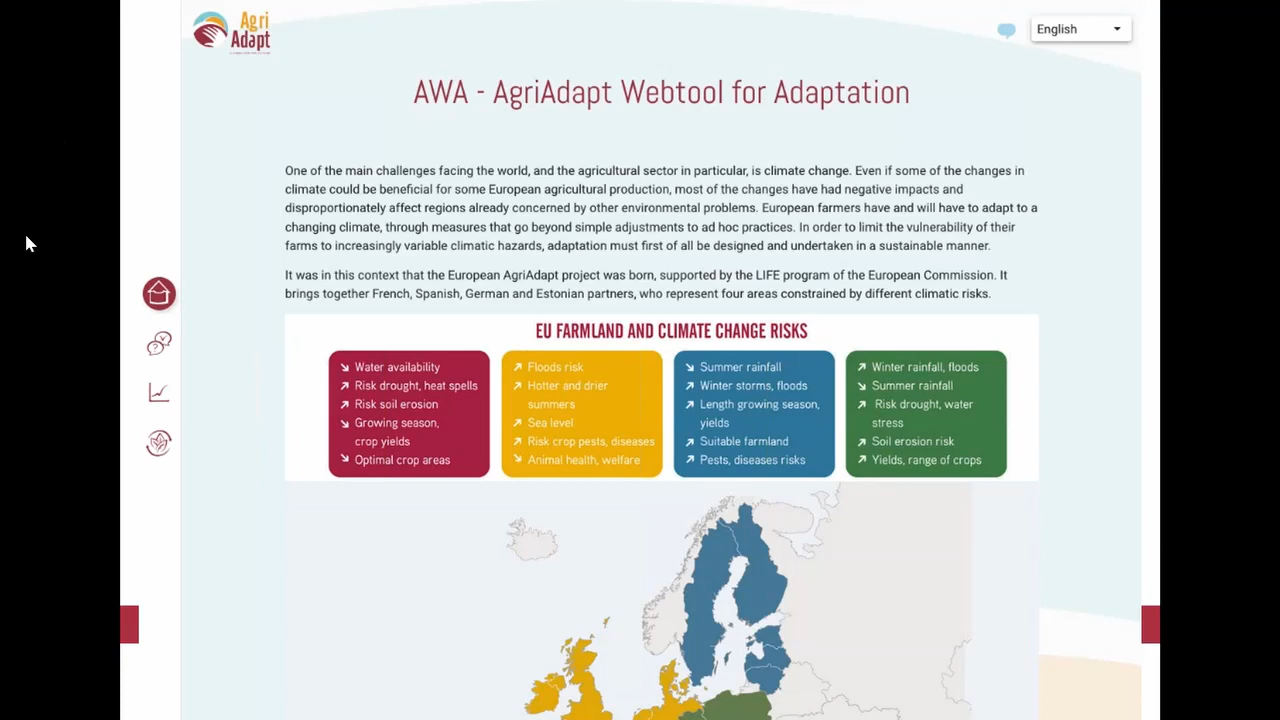 Agri
Adapt
English
AWA - AgriAdapt Webtool for Adaptation
One of the main challenges facing the world, and the agricultural sector in particular, is climate change. Even if some of the changes in
climate could be beneficial for some European agricultural production, most of the changes have had negative impacts and
disproportionately affect regions already concerned by other environmental problems. European farmers have and will have to adapt to a
changing climate, through measures that go beyond simple adjustments to ad hoc practices. In order to limit the vulnerability of their
farms to increasingly variable climatic hazards, adaptation must first of all be designed and undertaken in a sustainable manner.
It was in this context that the European AgriAdapt project was born, supported by the LIFE program of the European Commission. It
brings together French, Spanish, German and Estonian partners, who represent four areas constrained by different climatic risks.
EU FARMLAND AND CLIMATE CHANGE RISKS
↘ Water availability
↗ Risk drought, heat spells
↗ Risk soil erosion
↘ Growing season,
crop yields
↘ Optimal crop areas
↗ Floods risk
↗ Hotter and drier
summers
↗ Sea level
↗ Risk crop pests, diseases
↘ Animal health, welfare
↘ Summer rainfall
↗ Winter storms, floods
↗ Length growing season,
yields
↗ Suitable farmland
↗ Pests, diseases risks
↗ Winter rainfall, floods
↘ Summer rainfall
↗ Risk drought, water
stress
↗ Soil erosion risk
↗ Yields, range of crops